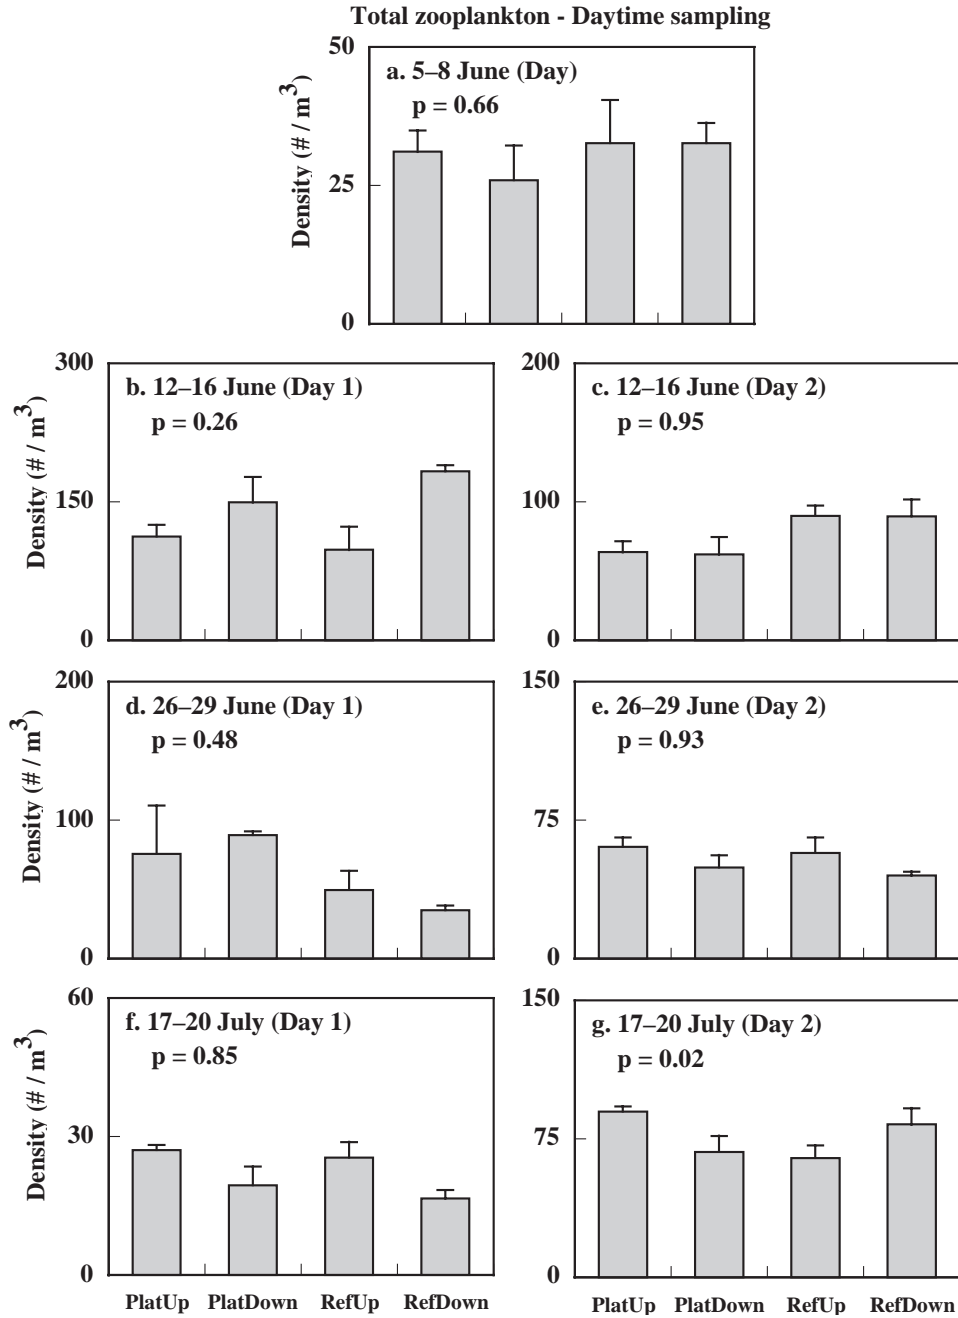 Total zooplankton - Daytime sampling
50
a. 5–8 June (Day)
p = 0.66
Density (# / m3)
25
0
300
b. 12–16 June (Day 1)
p = 0.26
Density (# / m3)
150
0
200
c. 12–16 June (Day 2)
p = 0.95
100
0
200
d. 26–29 June (Day 1)
p = 0.48
Density (# / m3)
100
0
150
e. 26–29 June (Day 2)
p = 0.93
75
0
60
f. 17–20 July (Day 1)
p = 0.85
Density (# / m3)
30
0
PlatUp PlatDown RefUp RefDown
150
g. 17–20 July (Day 2)
p = 0.02
75
0
PlatUp PlatDown RefUp RefDown